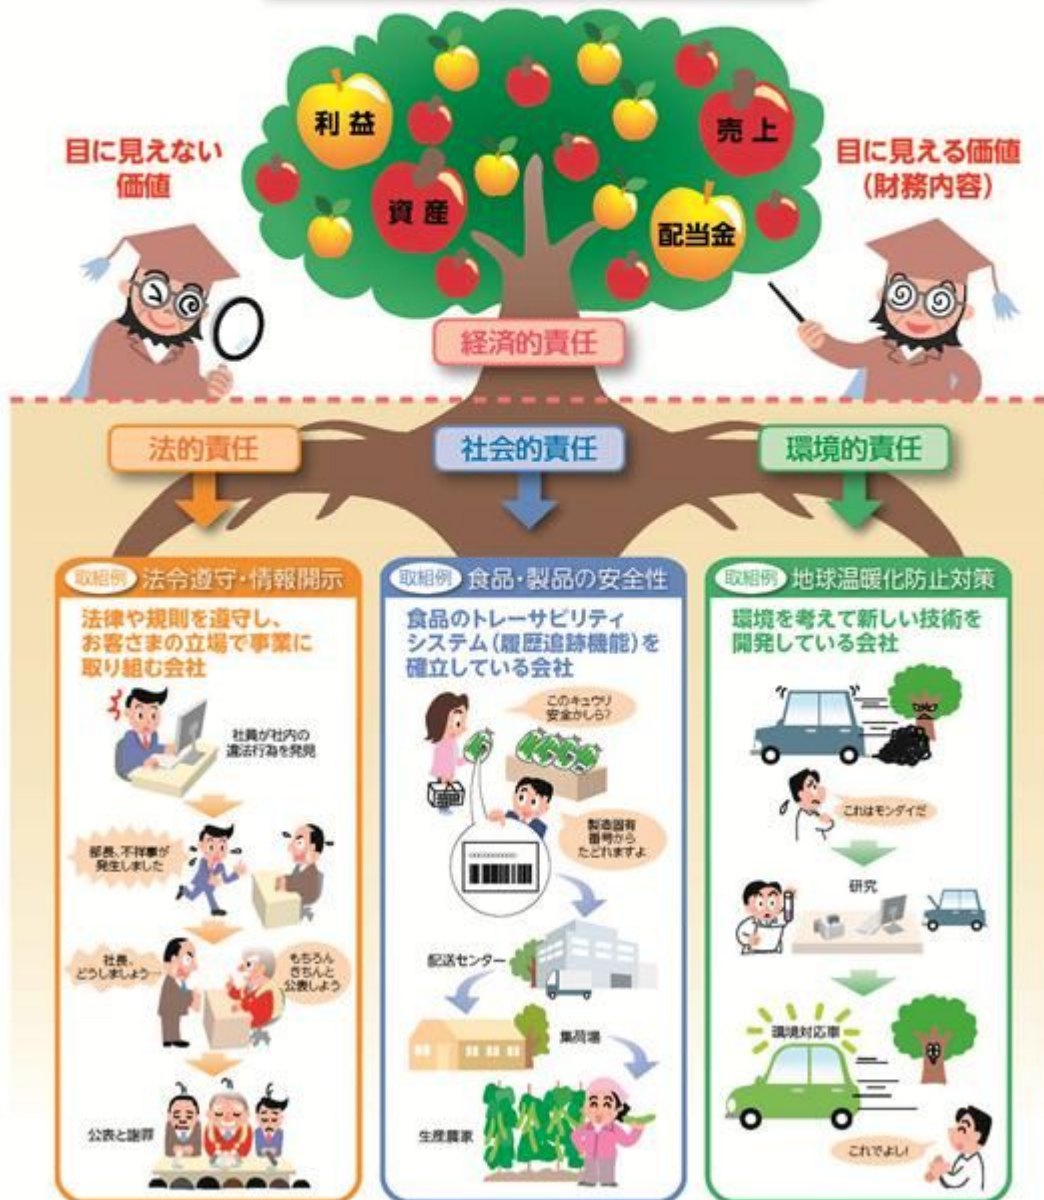 利益
売上
目に見えない
価値
目に見える価値
（財務内容）
資産
配当金
経済的責任
法的責任
社会的責任
環境的責任
取組例 法令遵守・情報開示
法律や規則を遵守し、
お客さまの立場で事業に
取り組む会社
社員が社内の
違法行為を発見
部長、不祥事が
発生しました
社長、
どうしましょう…
もちろん
きちんと
公表しよう
公表と謝罪
取組例 食品・製品の安全性
食品のトレーサビリティ
システム（履歴追跡機能）を
確立している会社
このキュウリ
安全かしら?
製造固有
番号から
たどれますよ
配送センター
集荷場
生産農家
取組例 地球温暖化防止対策
環境を考えて新しい技術を
開発している会社
これはモンダイだ
研究
環境対応車
これでよし!